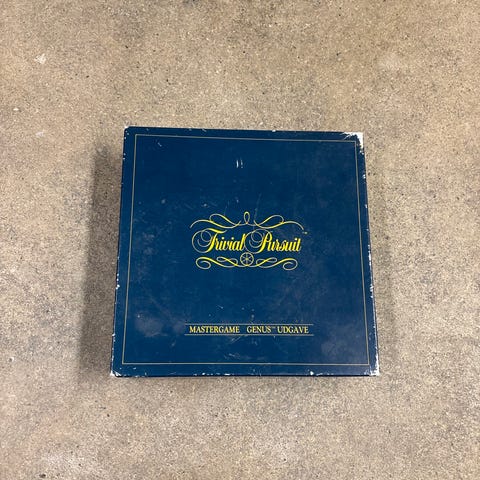 Trivial Pursuit
MASTERGAME GENUS™ UDGAVE